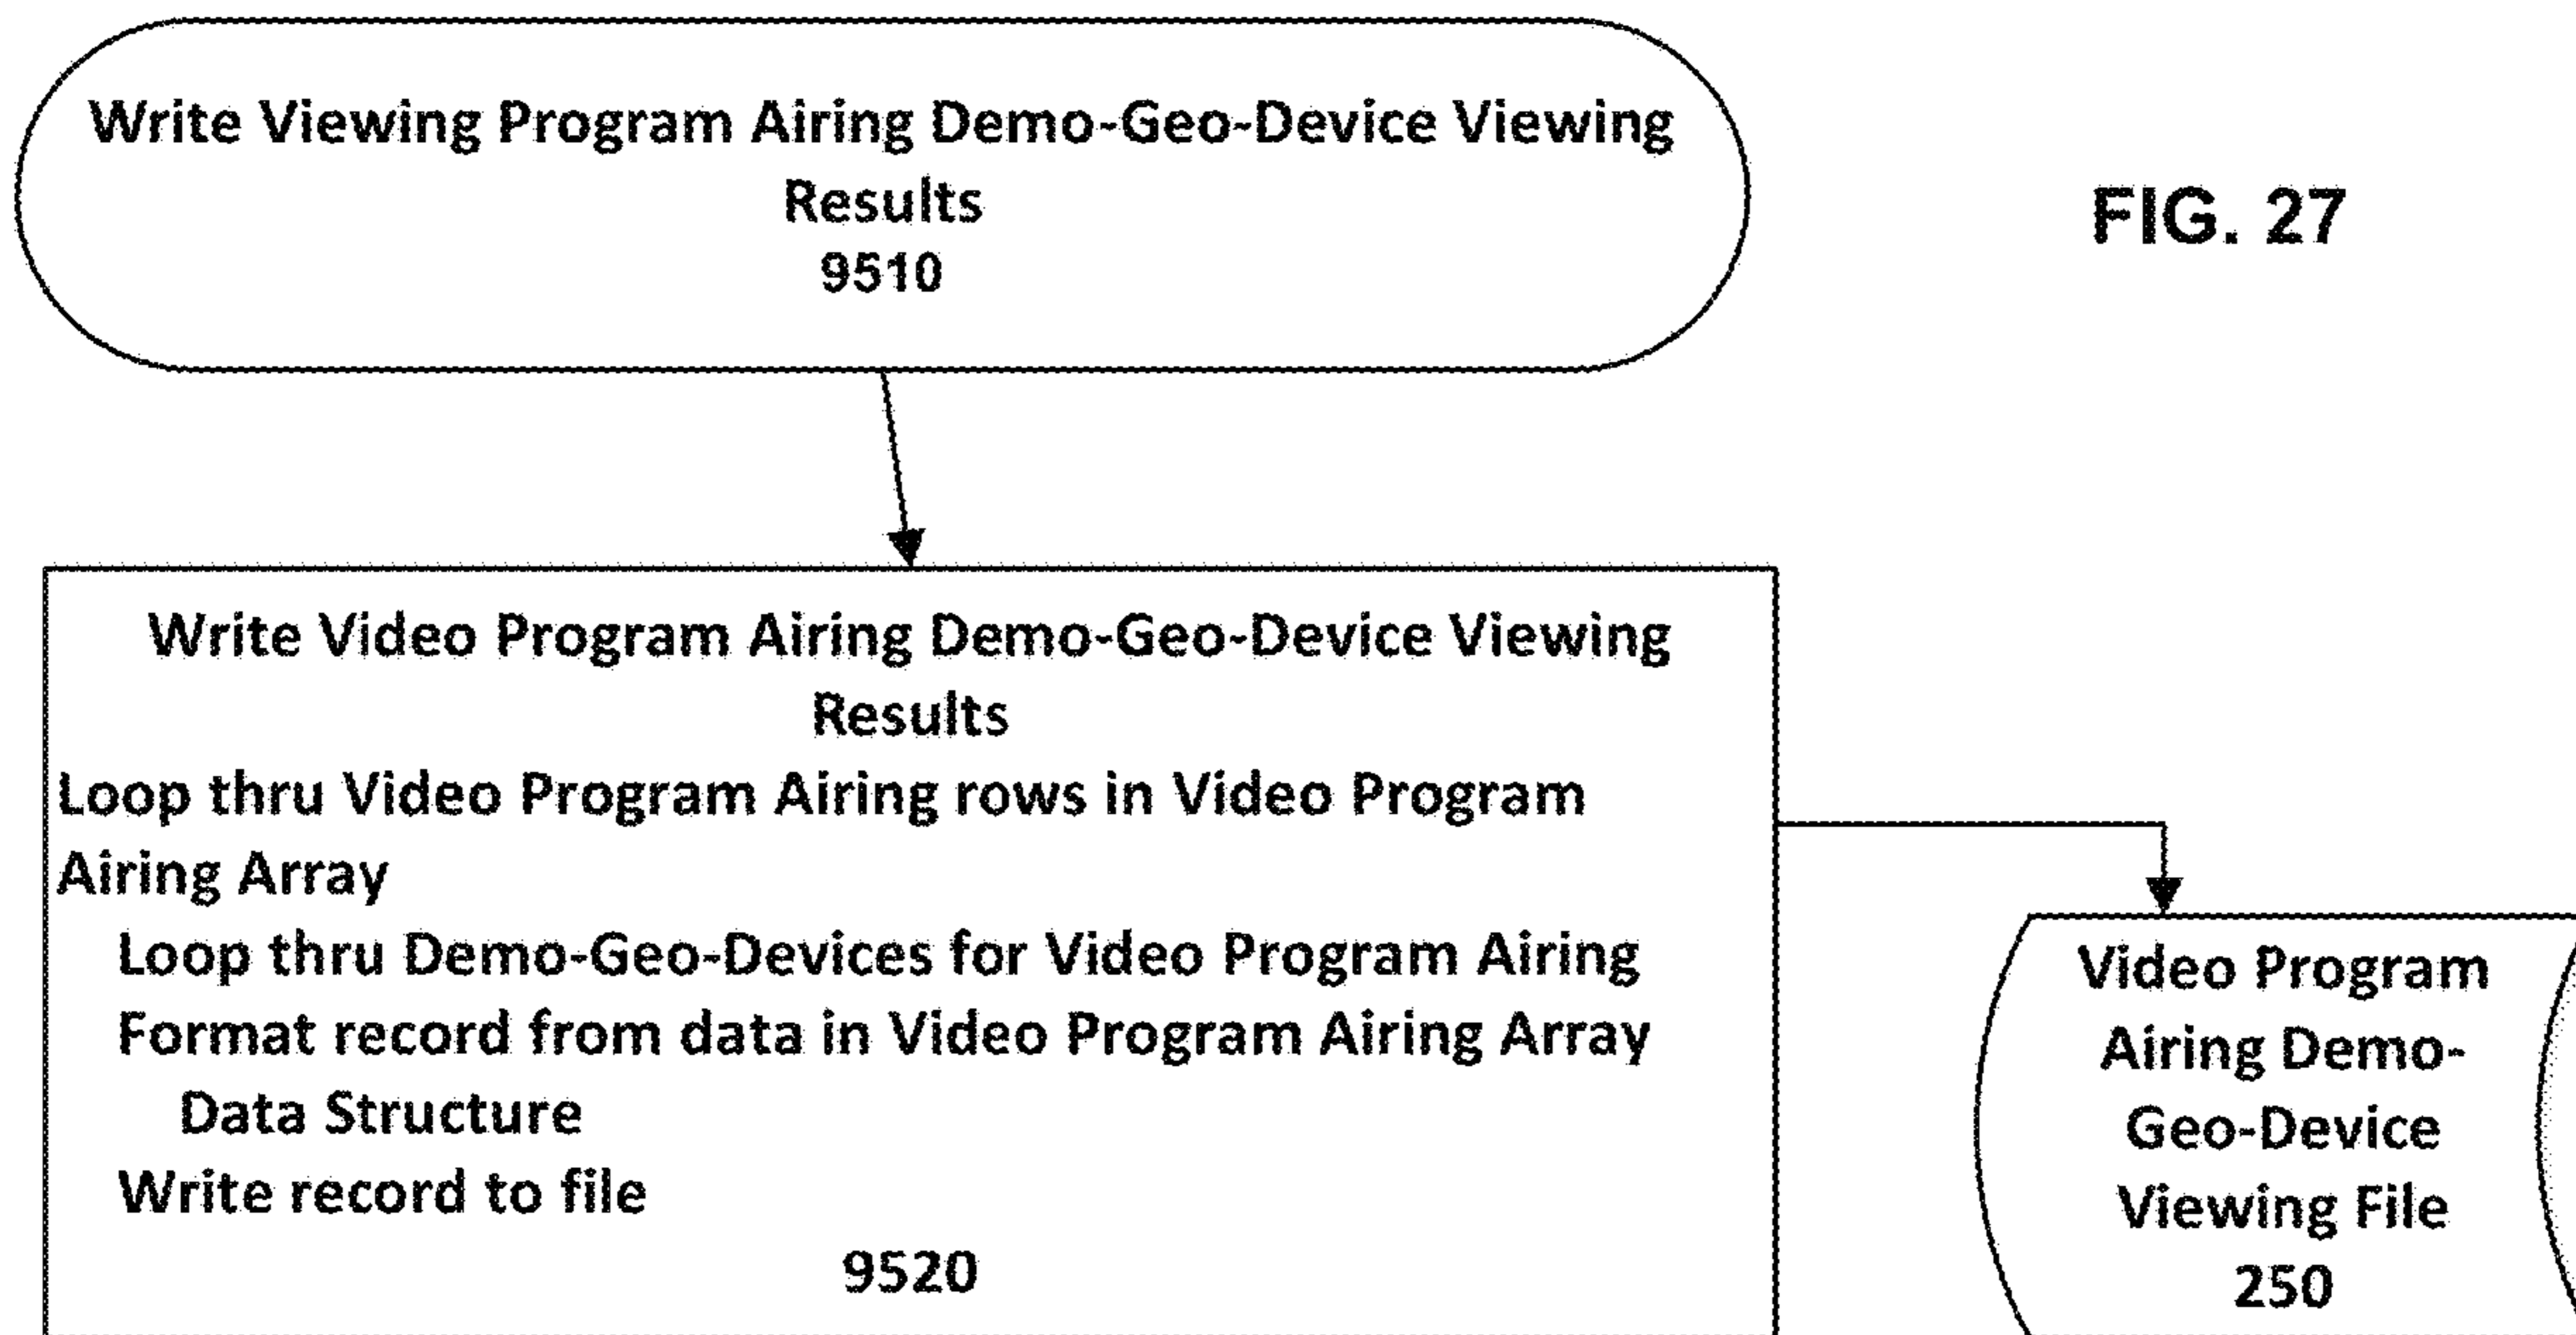 Write Viewing Program Airing Demo-Geo-Device Viewing
Results
9510
FIG. 27
Write Video Program Airing Demo-Geo-Device Viewing
Results
Loop thru Video Program Airing rows in Video Program
Airing Array
Loop thru Demo-Geo-Devices for Video Program Airing
Format record from data in Video Program Airing Array
Data Structure
Write record to file
9520
Video Program
Airing Demo-
Geo-Device
Viewing File
250